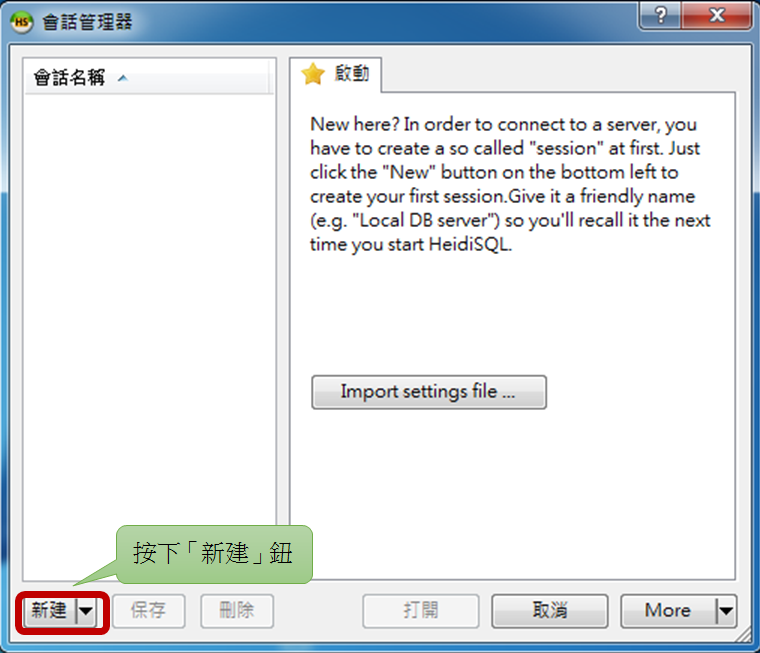 HS 會話管理器
?
會話名稱
啟動
New here? In order to connect to a server, you
have to create a so called "session" at first. Just
click the "New" button on the bottom left to
create your first session.Give it a friendly name
(e.g. "Local DB server") so you'll recall it the next
time you start HeidiSQL.
Import settings file ...
按下「新建」鈕
新建 保存 刪除 打開 取消 More